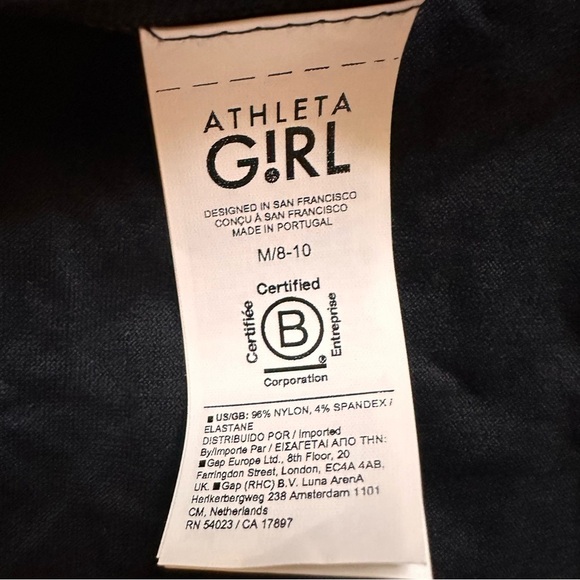 ATHLETA
G!RL
DESIGNED IN SAN FRANCISCO
CONÇU À SAN FRANCISCO
MADE IN PORTUGAL
M/8-10
Certified
Certifiée
B
Entreprise
®
Corporation
■ US/GB: 96% NYLON, 4% SPANDEX /
ELASTANE
DISTRIBUIDO POR / Imported
By/Importe Par / ΕΙΣΑΓΕΤΑΙ ΑΠΟ ΤΗΝ:
■Gap Europe Ltd., 8th Floor, 20
Farringdon Street, London, EC4A 4AB,
UK. ■Gap (RHC) B.V. Luna ArenA
Herikerbergweg 238 Amsterdam 1101
CM, Netherlands
RN 54023 / CA 17897